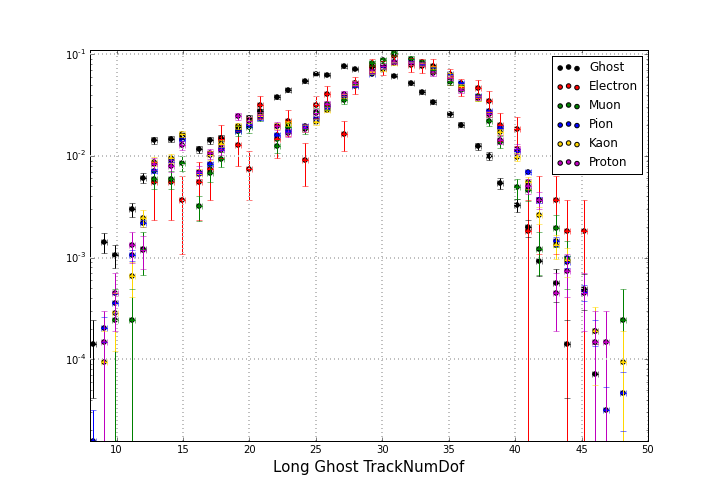 10⁻¹
10⁻²
10⁻³
10⁻⁴
Ghost
Electron
Muon
Pion
Kaon
Proton
10 15 20 25 30 35 40 45 50
Long Ghost TrackNumDof